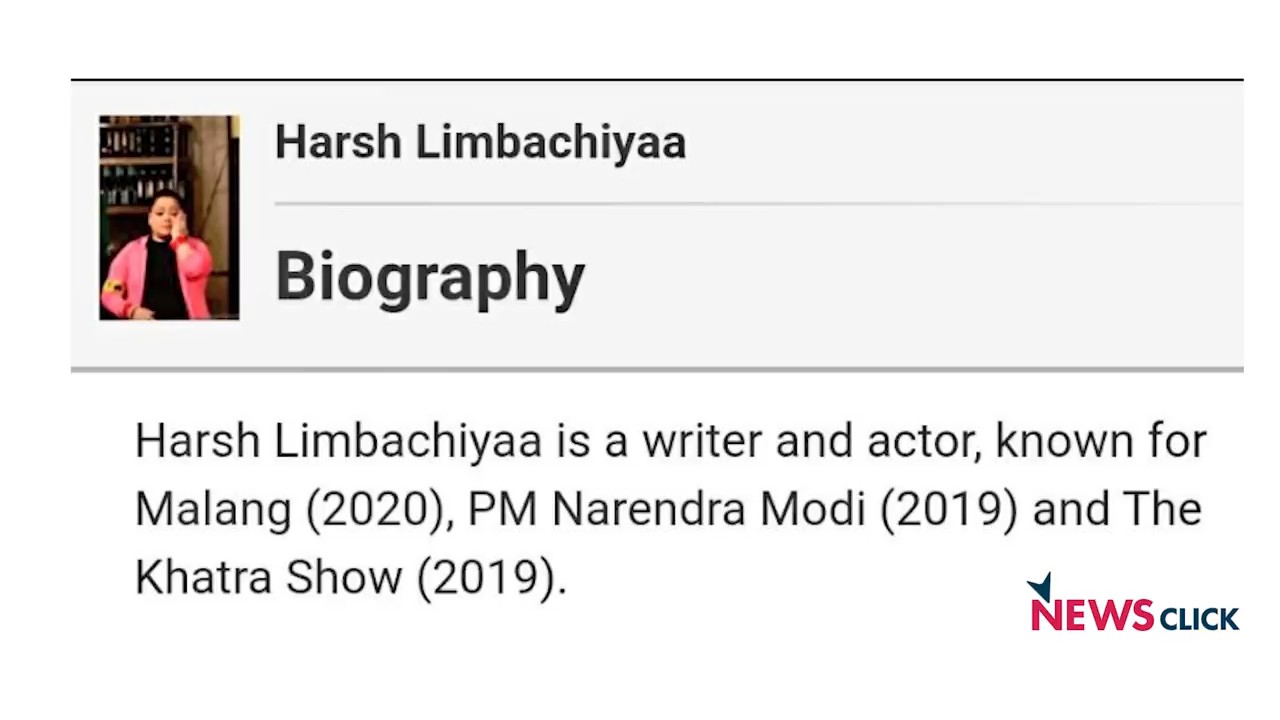 Harsh Limbachiyaa
Biography
Harsh Limbachiyaa is a writer and actor, known for
Malang (2020), PM Narendra Modi (2019) and The
Khatra Show (2019).
NEWS CLICK